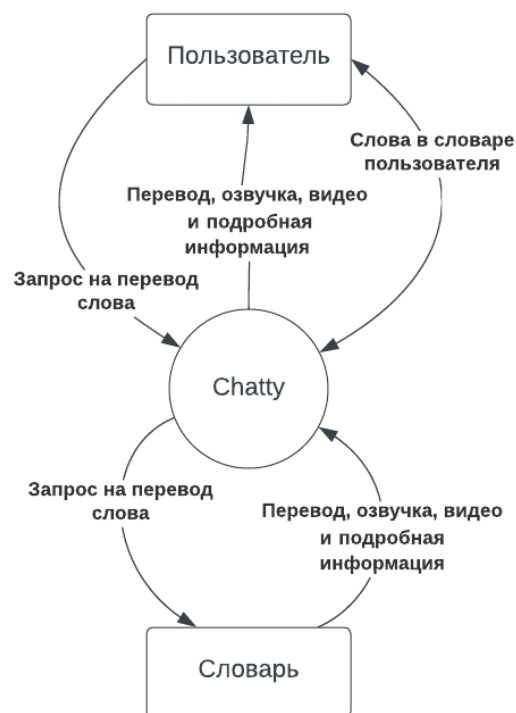 Пользователь
Слова в словаре
пользователя
Перевод, озвучка, видео
и подробная
информация
Запрос на перевод
слова
Chatty
Запрос на перевод
слова
Перевод, озвучка, видео
и подробная
информация
Словарь